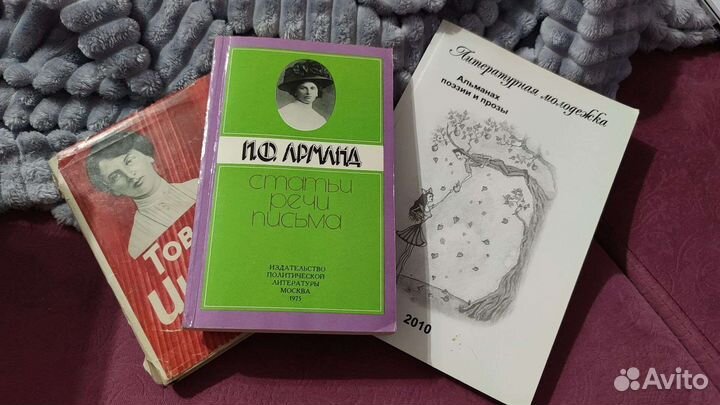 ТОВ
И.Ф. АРМАНД
статьи
речи
письма
ИЗДАТЕЛЬСТВО
ПОЛИТИЧЕСКОЙ
ЛИТЕРАТУРЫ
МОСКВА
1975
Литературная молодежка
Альманах
поэзии и прозы
2010
Avito